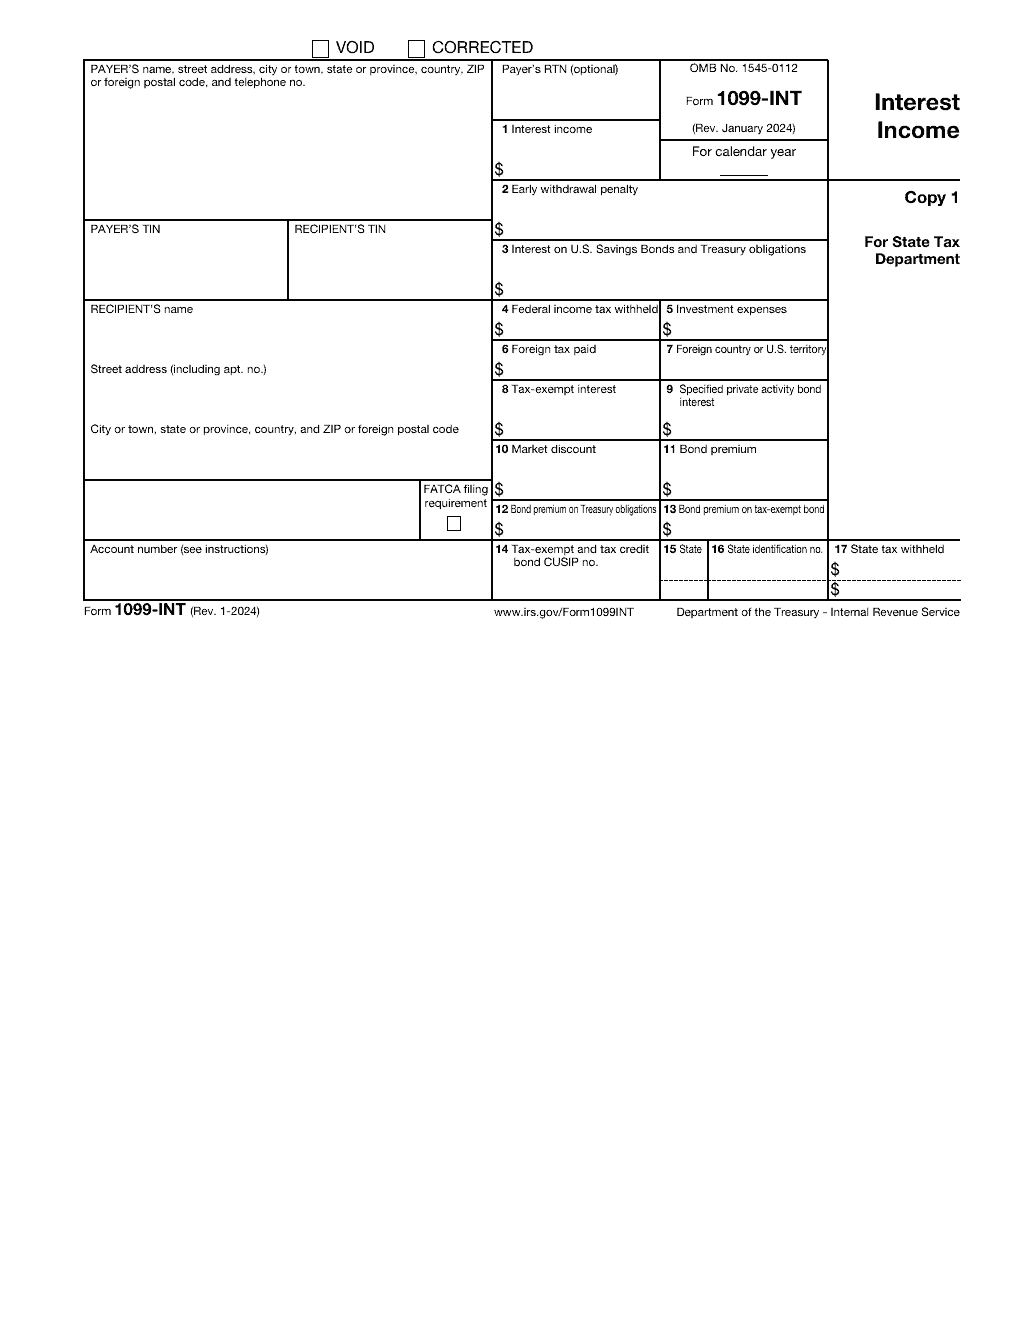 VOID CORRECTED
PAYER'S name, street address, city or town, state or province, country, ZIP
or foreign postal code, and telephone no.
Payer's RTN (optional)
OMB No. 1545-0112
Form 1099-INT
(Rev. January 2024)
For calendar year
Interest
Income
1 Interest income
$
2 Early withdrawal penalty
$
Copy 1
For State Tax
Department
PAYER'S TIN
RECIPIENT'S TIN
3 Interest on U.S. Savings Bonds and Treasury obligations
$
RECIPIENT'S name
Street address (including apt. no.)
City or town, state or province, country, and ZIP or foreign postal code
4 Federal income tax withheld
$
5 Investment expenses
$
6 Foreign tax paid
$
7 Foreign country or U.S. territory
8 Tax-exempt interest
$
9 Specified private activity bond
interest
$
10 Market discount
$
11 Bond premium
$
FATCA filing
requirement
12 Bond premium on Treasury obligations
$
13 Bond premium on tax-exempt bond
$
Account number (see instructions)
14 Tax-exempt and tax credit
bond CUSIP no.
15 State
16 State identification no.
17 State tax withheld
$
$
Form 1099-INT (Rev. 1-2024)
www.irs.gov/Form1099INT
Department of the Treasury - Internal Revenue Service